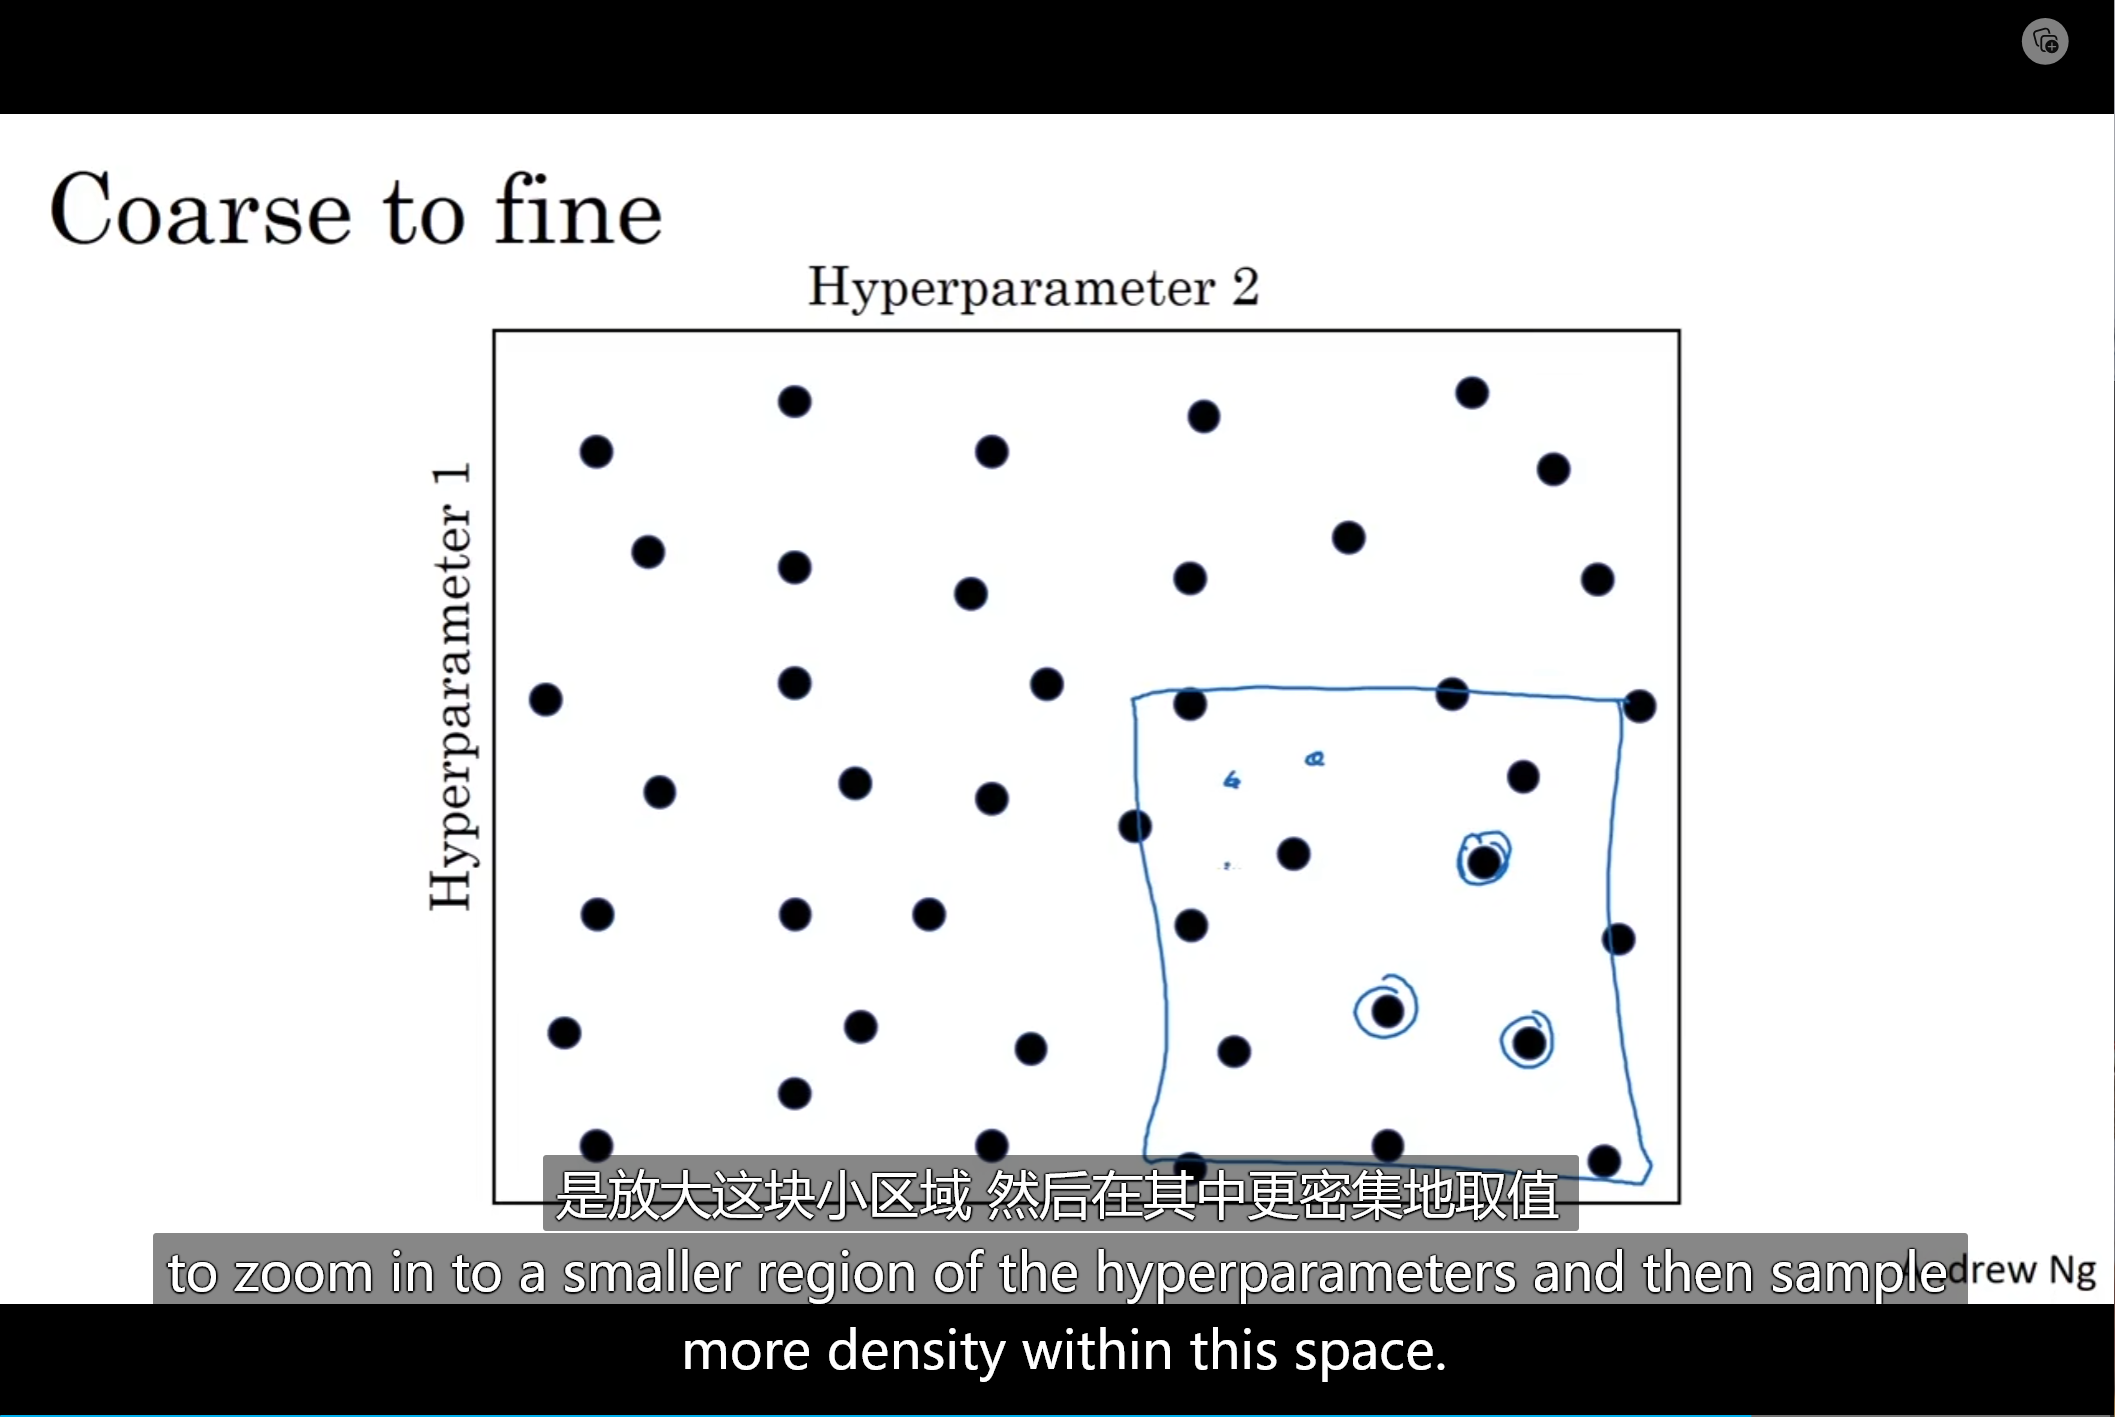 Coarse to fine
Hyperparameter 2
Hyperparameter 1
是放大这块小区域 然后在其中更密集地取值
to zoom in to a smaller region of the hyperparameters and then sample
Andrew Ng
more density within this space.